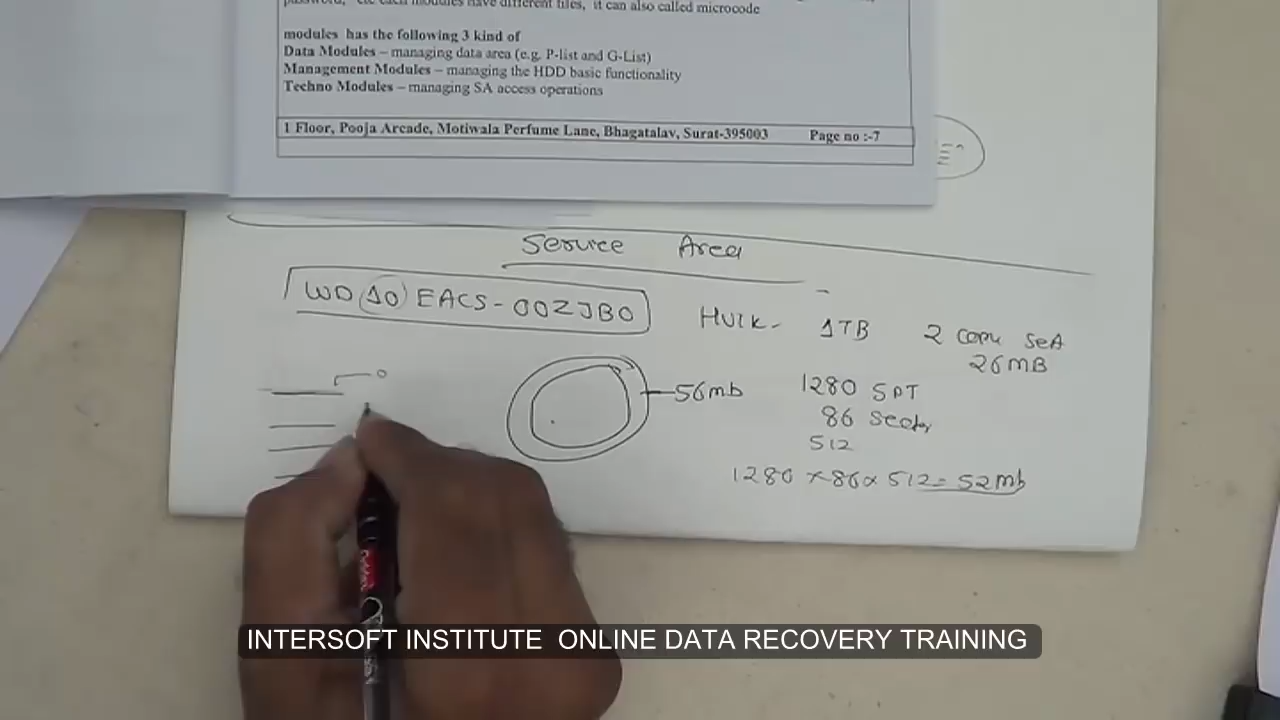 password, etc each modules have different files, it can also called microcode
modules has the following 3 kind of
Data Modules – managing data area (e.g. P-list and G-List)
Management Modules – managing the HDD basic functionality
Techno Modules – managing SA access operations
1 Floor, Pooja Arcade, Motiwala Perfume Lane, Bhagatalav, Surat-395003 Page no :-7
Service Area
WD10EACS-00ZJB0
Hulk- 1TB 2 copy
26MB
56mb
1280 SPT
86 Sector
512
1280 x 86 x 512 = 52mb
0
INTERSOFT INSTITUTE ONLINE DATA RECOVERY TRAINING